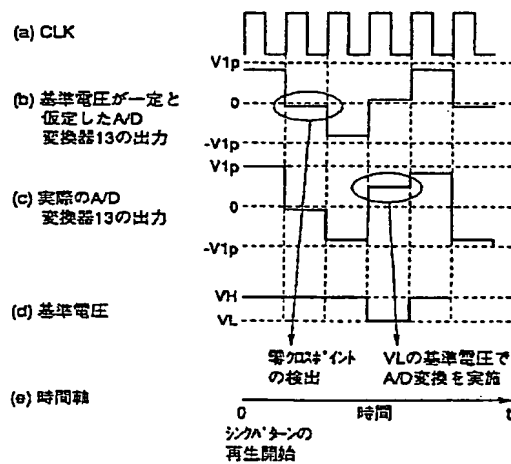 (a) CLK
V1p
(b) 基準電圧が一定と
仮定したA/D
変換器13の出力
0
-V1p
V1p
(c) 実際のA/D
変換器13の出力
0
-V1p
(d) 基準電圧
VH
VL
零クロスポイント
の検出
VLの基準電圧で
A/D変換を実施
(e) 時間軸
0
時間
t
シンクパターンの
再生開始